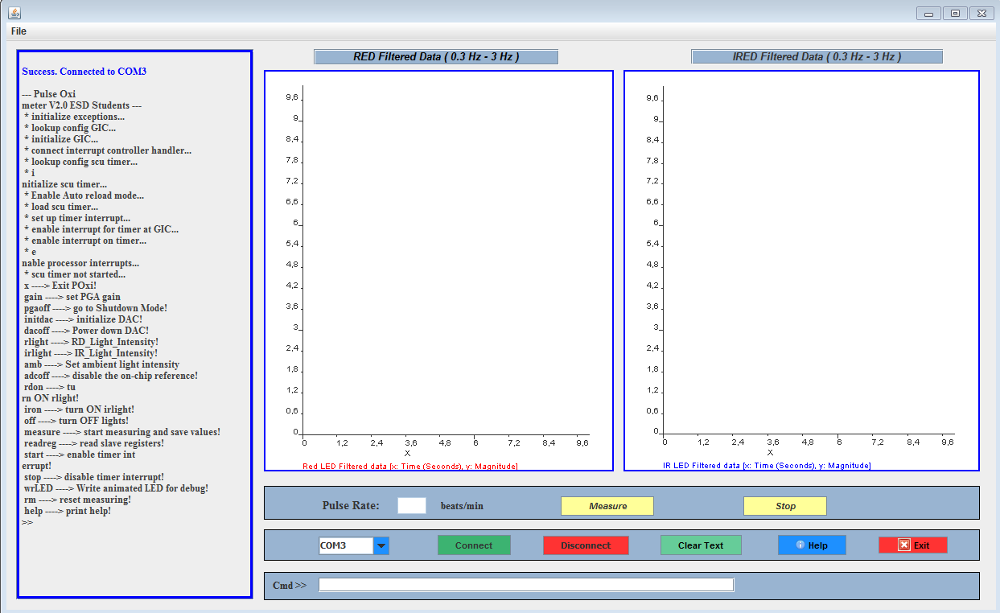 File
Success. Connected to COM3
--- Pulse Oxi
meter V2.0 ESD Students ---
* initialize exceptions...
* lookup config GIC...
* initialize GIC...
* connect interrupt controller handler...
* lookup config scu timer...
* i
nitialize scu timer...
* Enable Auto reload mode...
* load scu timer...
* set up timer interrupt...
* enable interrupt for timer at GIC...
* enable interrupt on timer...
* e
nable processor interrupts...
* scu timer not started...
x ----> Exit POxi!
gain ----> set PGA gain
pgaoff ----> go to Shutdown Mode!
initdac ----> initialize DAC!
dacoff ----> Power down DAC!
rlight ----> RD_Light_Intensity!
irlight ----> IR_Light_Intensity!
amb ----> Set ambient light intensity
adcoff ----> disable the on-chip reference!
rdon ----> tu
rn ON rlight!
iron ----> turn ON irlight!
off ----> turn OFF lights!
measure ----> start measuring and save values!
readreg ----> read slave registers!
start ----> enable timer int
errupt!
stop ----> disable timer interrupt!
wrLED ----> Write animated LED for debug!
rm ----> reset measuring!
help ----> print help!
>>
RED Filtered Data ( 0.3 Hz - 3 Hz )
9,6
9
8,4
7,8
7,2
6,6
6
5,4
4,8
4,2
3,6
3
2,4
1,8
1,2
0,6
0
0 1,2 2,4 3,6 4,8 6 7,2 8,4 9,6
X
Red LED Filtered data [x: Time (Seconds), y: Magnitude]
IRED Filtered Data ( 0.3 Hz - 3 Hz )
9,6
9
8,4
7,8
7,2
6,6
6
5,4
4,8
4,2
3,6
3
2,4
1,8
1,2
0,6
0
0 1,2 2,4 3,6 4,8 6 7,2 8,4 9,6
X
IR LED Filtered data [x: Time (Seconds), y: Magnitude]
Pulse Rate: beats/min Measure Stop
COM3 Connect Disconnect Clear Text Help Exit
Cmd >>